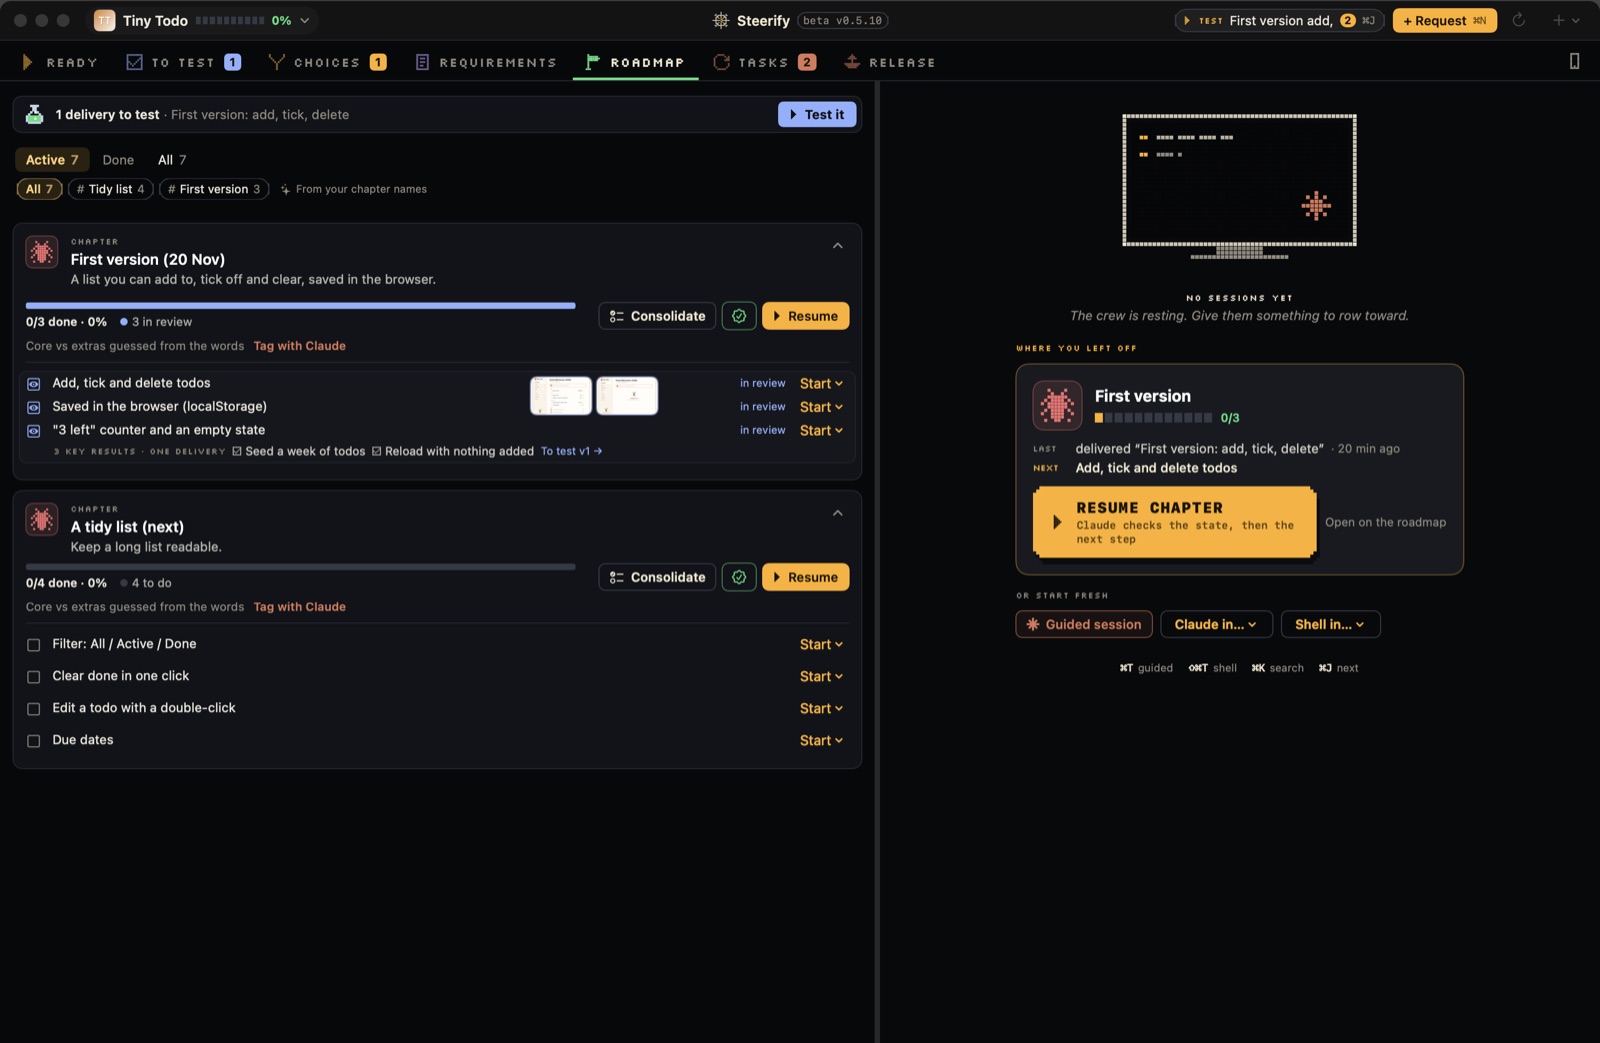 TT Tiny Todo 0%
Steerify beta v0.5.10
TEST First version add, 2 ⌘J
+ Request ⌘N
READY
TO TEST 1
CHOICES 1
REQUIREMENTS
ROADMAP
TASKS 2
RELEASE
1 delivery to test · First version: add, tick, delete
Test it
Active 7 Done All 7
All 7 # Tidy list 4 # First version 3 From your chapter names
CHAPTER
First version (20 Nov)
A list you can add to, tick off and clear, saved in the browser.
0/3 done · 0% 3 in review
Consolidate Resume
Core vs extras guessed from the words Tag with Claude
Add, tick and delete todos in review Start
Saved in the browser (localStorage) in review Start
"3 left" counter and an empty state in review Start
3 KEY RESULTS · ONE DELIVERY Seed a week of todos Reload with nothing added To test v1 →
CHAPTER
A tidy list (next)
Keep a long list readable.
0/4 done · 0% 4 to do
Consolidate Resume
Core vs extras guessed from the words Tag with Claude
Filter: All / Active / Done Start
Clear done in one click Start
Edit a todo with a double-click Start
Due dates Start
NO SESSIONS YET
The crew is resting. Give them something to row toward.
WHERE YOU LEFT OFF
First version
0/3
LAST delivered “First version: add, tick, delete” · 20 min ago
NEXT Add, tick and delete todos
RESUME CHAPTER
Claude checks the state, then the
next step
Open on the roadmap
OR START FRESH
Guided session Claude in... Shell in...
⌘T guided ⇧⌘T shell ⌘K search ⌘J next